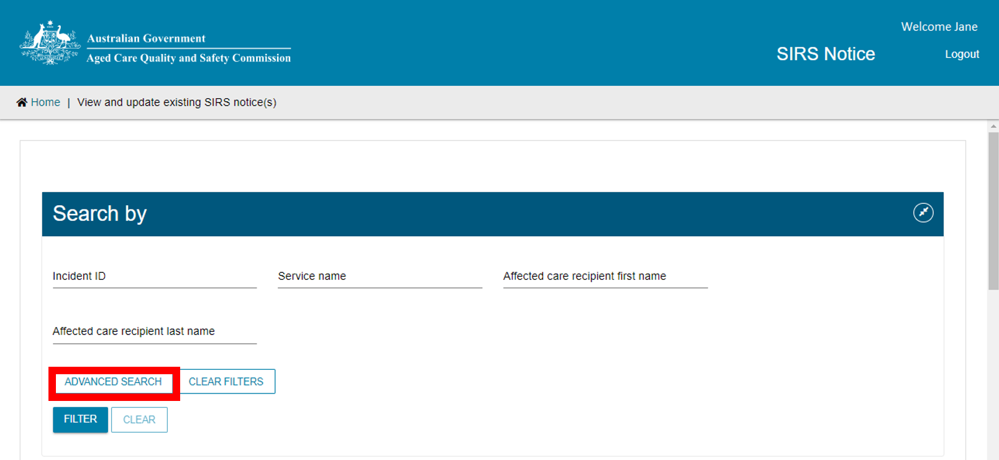 Australian Government
Aged Care Quality and Safety Commission
Welcome Jane
SIRS Notice
Logout
Home | View and update existing SIRS notice(s)
Search by
Incident ID
Service name
Affected care recipient first name
Affected care recipient last name
ADVANCED SEARCH
CLEAR FILTERS
FILTER
CLEAR